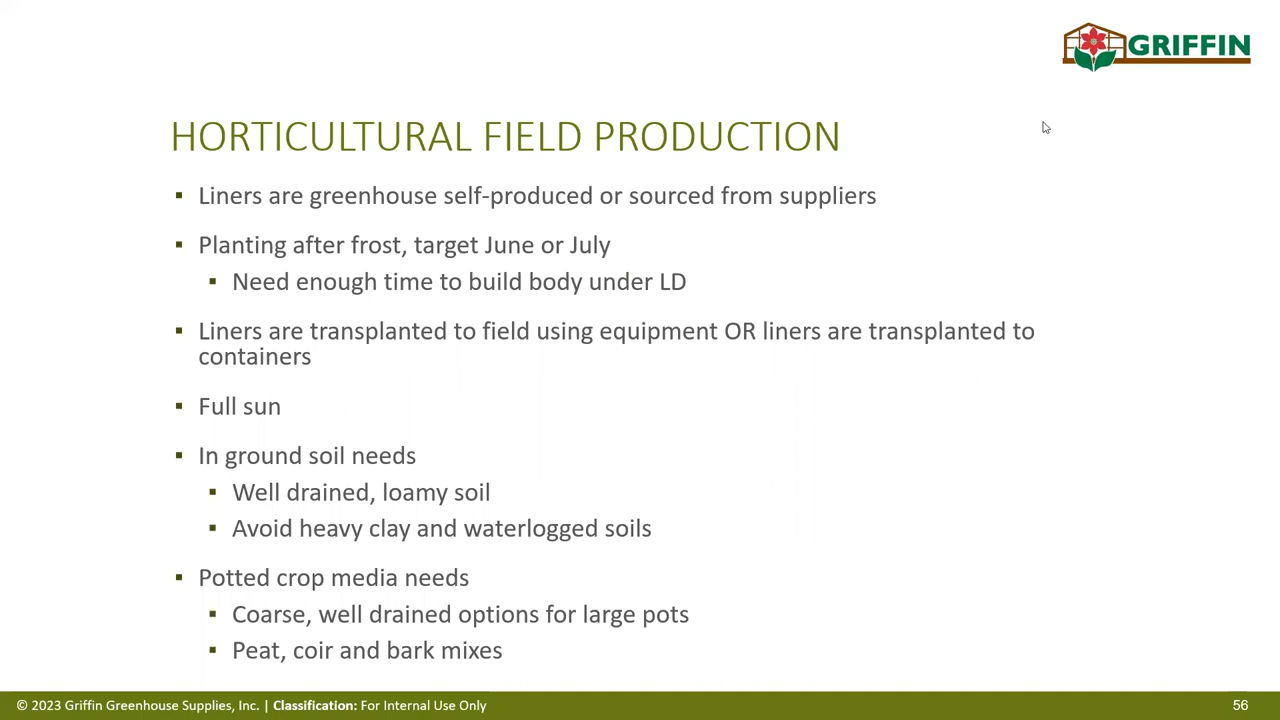 GRIFFIN
HORTICULTURAL FIELD PRODUCTION
▪ Liners are greenhouse self-produced or sourced from suppliers
▪ Planting after frost, target June or July
▪ Need enough time to build body under LD
▪ Liners are transplanted to field using equipment OR liners are transplanted to
containers
▪ Full sun
▪ In ground soil needs
▪ Well drained, loamy soil
▪ Avoid heavy clay and waterlogged soils
▪ Potted crop media needs
▪ Coarse, well drained options for large pots
▪ Peat, coir and bark mixes
© 2023 Griffin Greenhouse Supplies, Inc. | Classification: For Internal Use Only
56